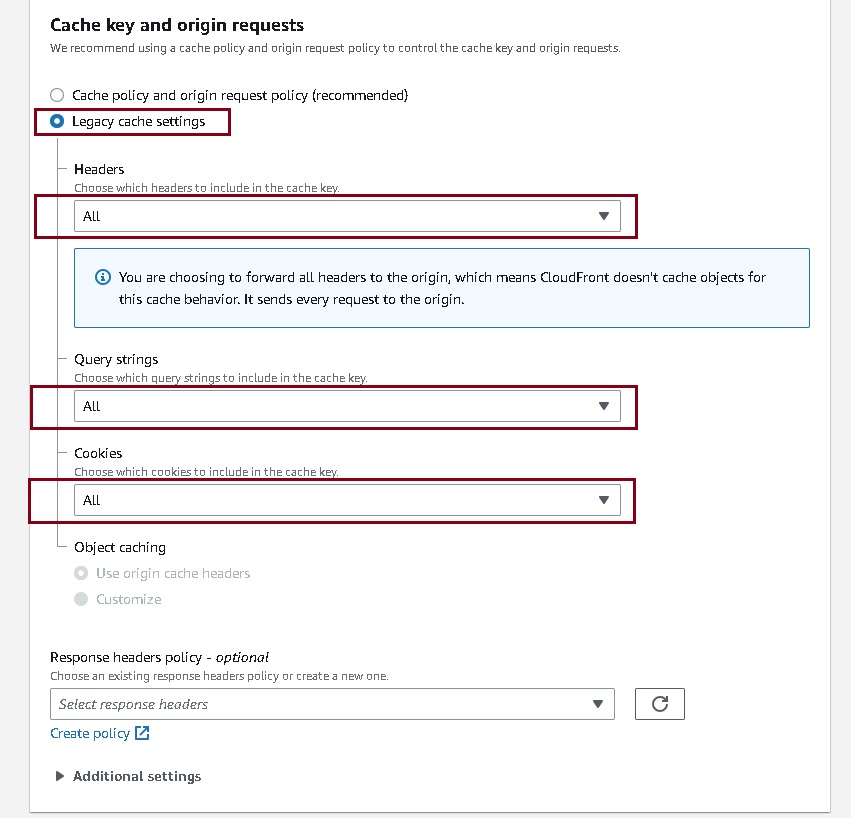 Cache key and origin requests
We recommend using a cache policy and origin request policy to control the cache key and origin requests.
Cache policy and origin request policy (recommended)
Legacy cache settings
Headers
Choose which headers to include in the cache key.
All
You are choosing to forward all headers to the origin, which means CloudFront doesn't cache objects for
this cache behavior. It sends every request to the origin.
Query strings
Choose which query strings to include in the cache key.
All
Cookies
Choose which cookies to include in the cache key.
All
Object caching
Use origin cache headers
Customize
Response headers policy - optional
Choose an existing response headers policy or create a new one.
Select response headers
Create policy
Additional settings